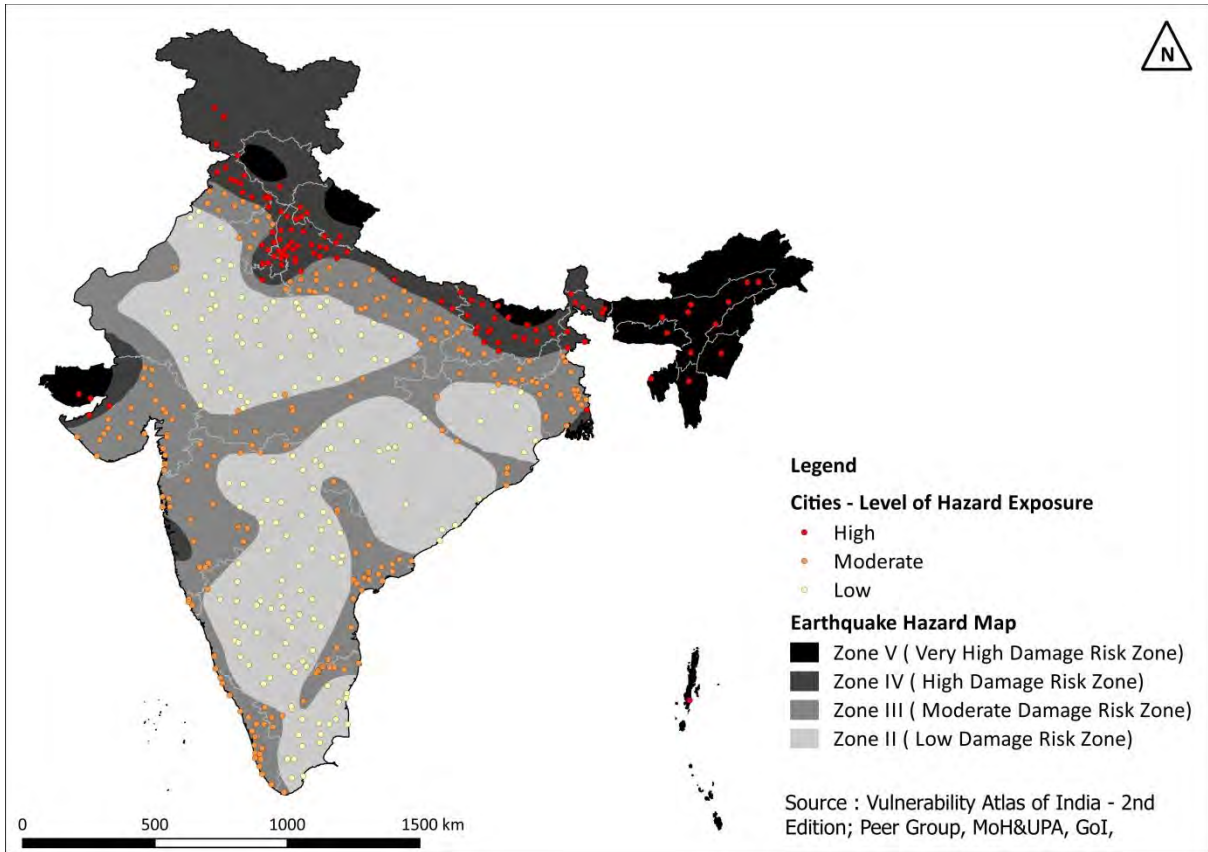 N
Legend
Cities - Level of Hazard Exposure
High
Moderate
Low
Earthquake Hazard Map
Zone V ( Very High Damage Risk Zone)
Zone IV ( High Damage Risk Zone)
Zone III ( Moderate Damage Risk Zone)
Zone II ( Low Damage Risk Zone)
Source : Vulnerability Atlas of India - 2nd
Edition; Peer Group, MoH&UPA, GoI,
0 500 1000 1500 km